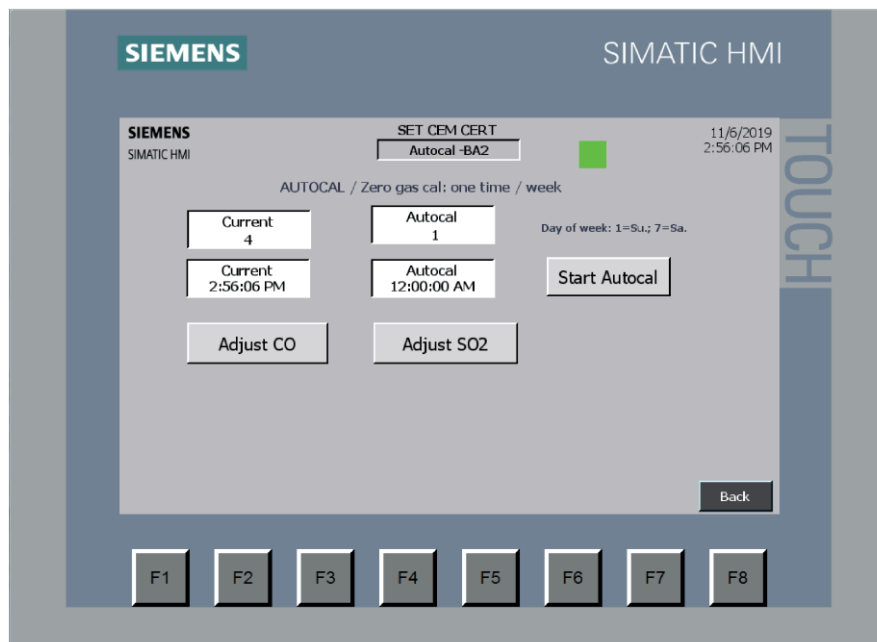 SIEMENS
SIMATIC HMI
TOUCH
SIEMENS
SIMATIC HMI
SET CEM CERT
Autocal -BA2
11/6/2019
2:56:06 PM
AUTOCAL / Zero gas cal: one time / week
Current
4
Autocal
1
Day of week: 1=Su.; 7=Sa.
Current
2:56:06 PM
Autocal
12:00:00 AM
Start Autocal
Adjust CO
Adjust SO2
Back
F1
F2
F3
F4
F5
F6
F7
F8